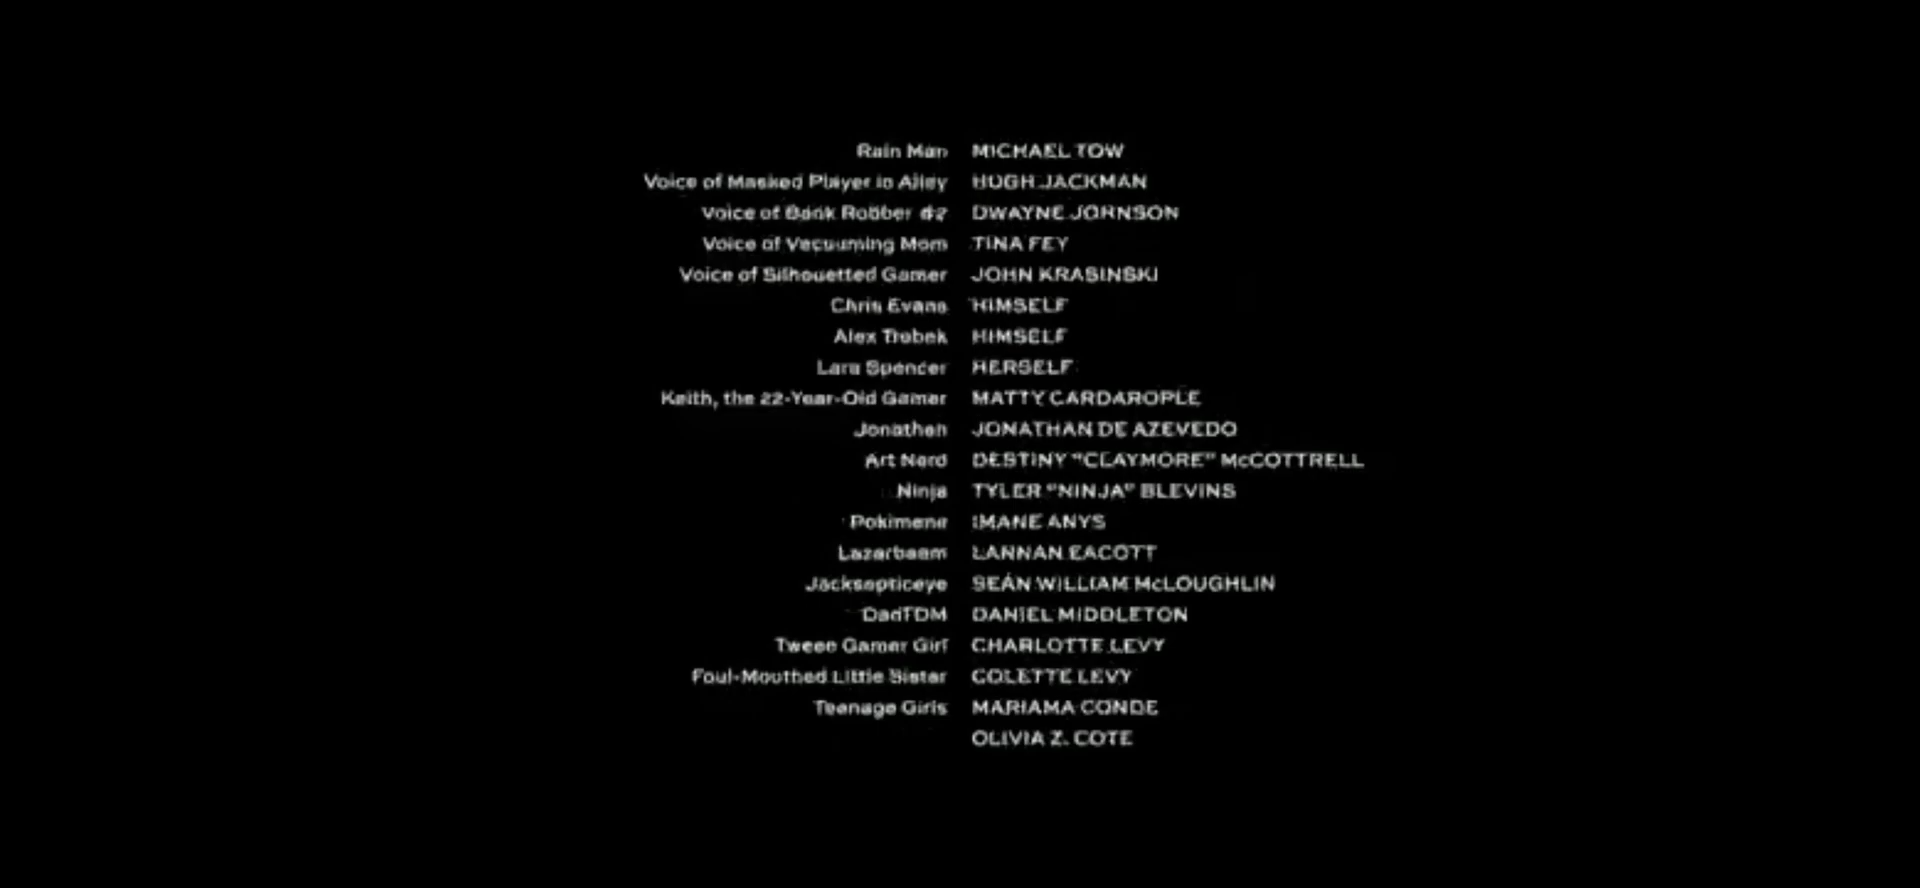 Rain Man MICHAEL TOW
Voice of Masked Player in Alley HUGH JACKMAN
Voice of Bank Robber #2 DWAYNE JOHNSON
Voice of Vacuuming Mom TINA FEY
Voice of Silhouetted Gamer JOHN KRASINSKI
Chris Evans HIMSELF
Alex Trebek HIMSELF
Lara Spencer HERSELF
Keith, the 22-Year-Old Gamer MATTY CARDAROPLE
Jonathan JONATHAN DE AZEVEDO
Art Nerd DESTINY "CLAYMORE" McCOTTRELL
Ninja TYLER "NINJA" BLEVINS
Pokimane IMANE ANYS
Lazarbeam LANNAN EACOTT
Jacksepticeye SEÁN WILLIAM McLOUGHLIN
DanTDM DANIEL MIDDLETON
Tween Gamer Girl CHARLOTTE LEVY
Foul-Mouthed Little Sister COLETTE LEVY
Teenage Girls MARIAMA CONDE
OLIVIA Z. COTE